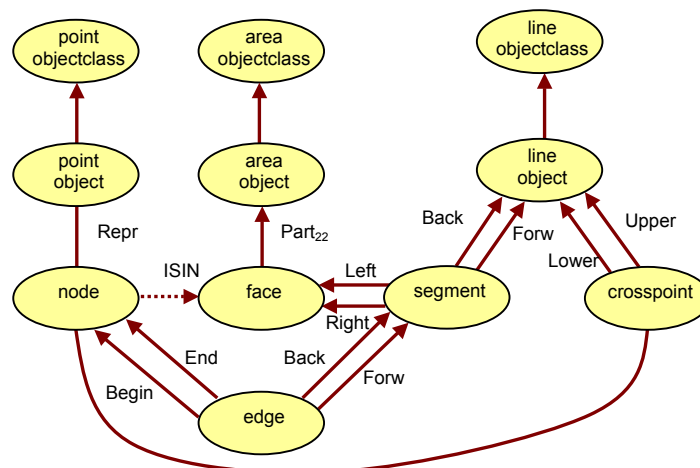 point
objectclass
area
objectclass
line
objectclass
point
object
area
object
line
object
Repr
Part22
Back
Forw
Upper
Lower
ISIN
Left
Right
node
face
segment
crosspoint
End
Begin
Back
Forw
edge